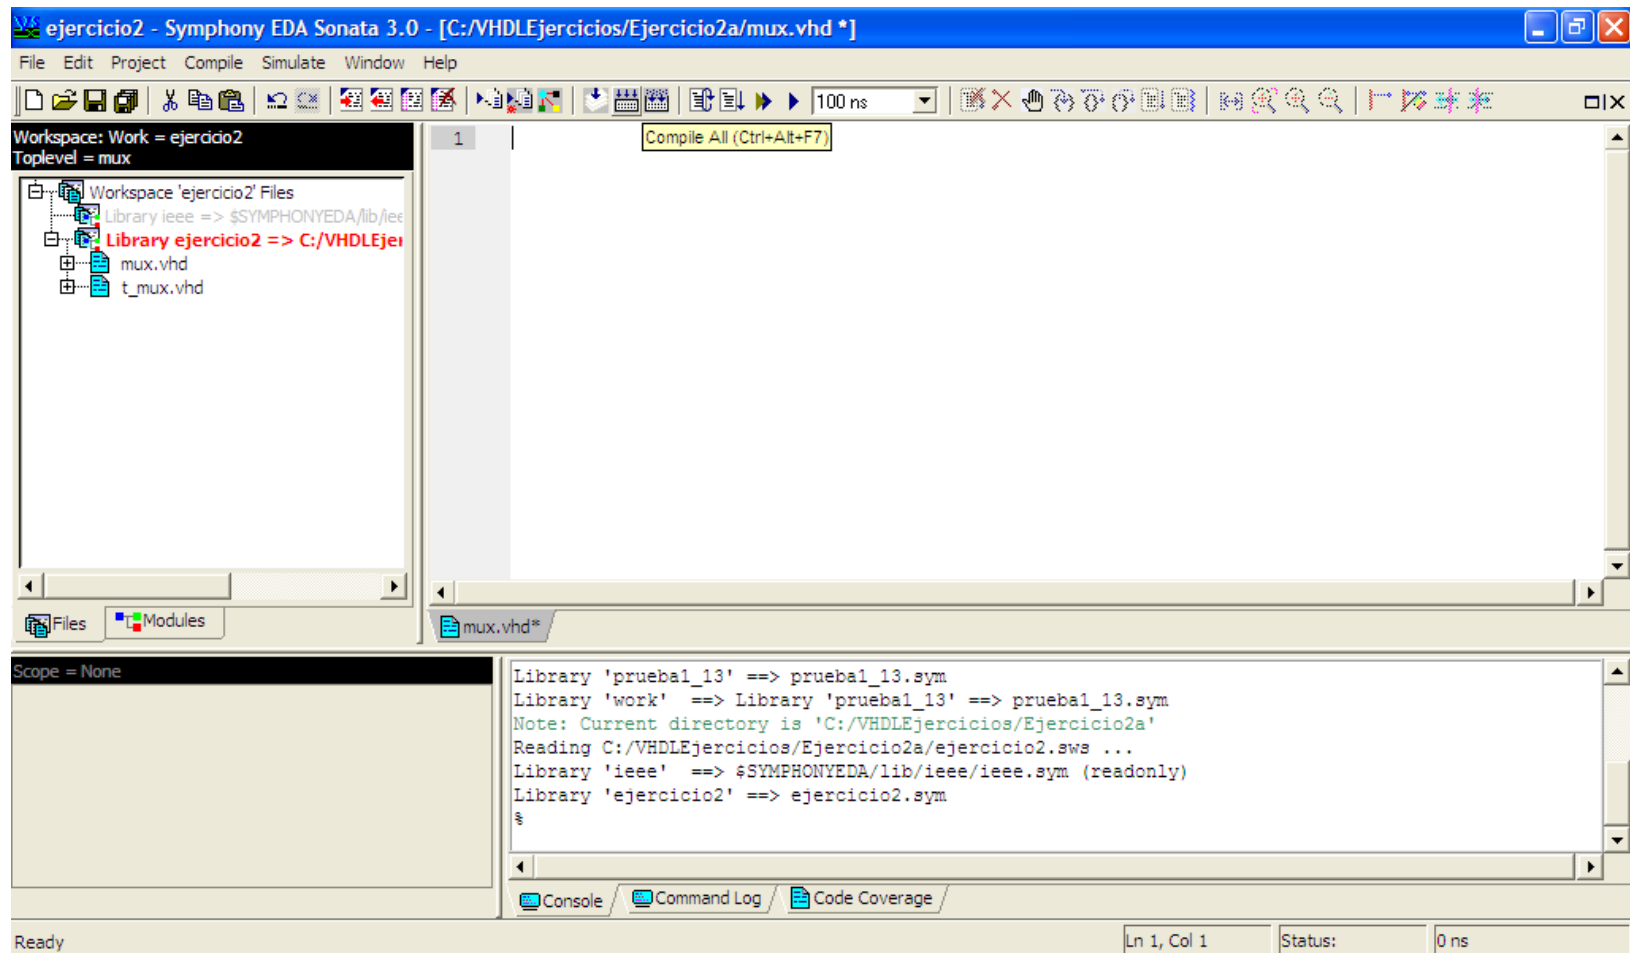 ejercicio2 - Symphony EDA Sonata 3.0 - [C:/VHDLEjercicios/Ejercicio2a/mux.vhd *]
File Edit Project Compile Simulate Window Help
100 ns
Workspace: Work = ejercicio2
Toplevel = mux
Workspace 'ejercicio2' Files
Library ieee => $SYMPHONYEDA/lib/iee
Library ejercicio2 => C:/VHDLEjer
mux.vhd
t_mux.vhd
Files Modules
1
Compile All (Ctrl+Alt+F7)
mux.vhd*
Scope = None
Library 'prueba1_13' ==> prueba1_13.sym
Library 'work' ==> Library 'prueba1_13' ==> prueba1_13.sym
Note: Current directory is 'C:/VHDLEjercicios/Ejercicio2a'
Reading C:/VHDLEjercicios/Ejercicio2a/ejercicio2.sws ...
Library 'ieee' ==> $SYMPHONYEDA/lib/ieee/ieee.sym (readonly)
Library 'ejercicio2' ==> ejercicio2.sym
%
Console Command Log Code Coverage
Ready Ln 1, Col 1 Status: 0 ns